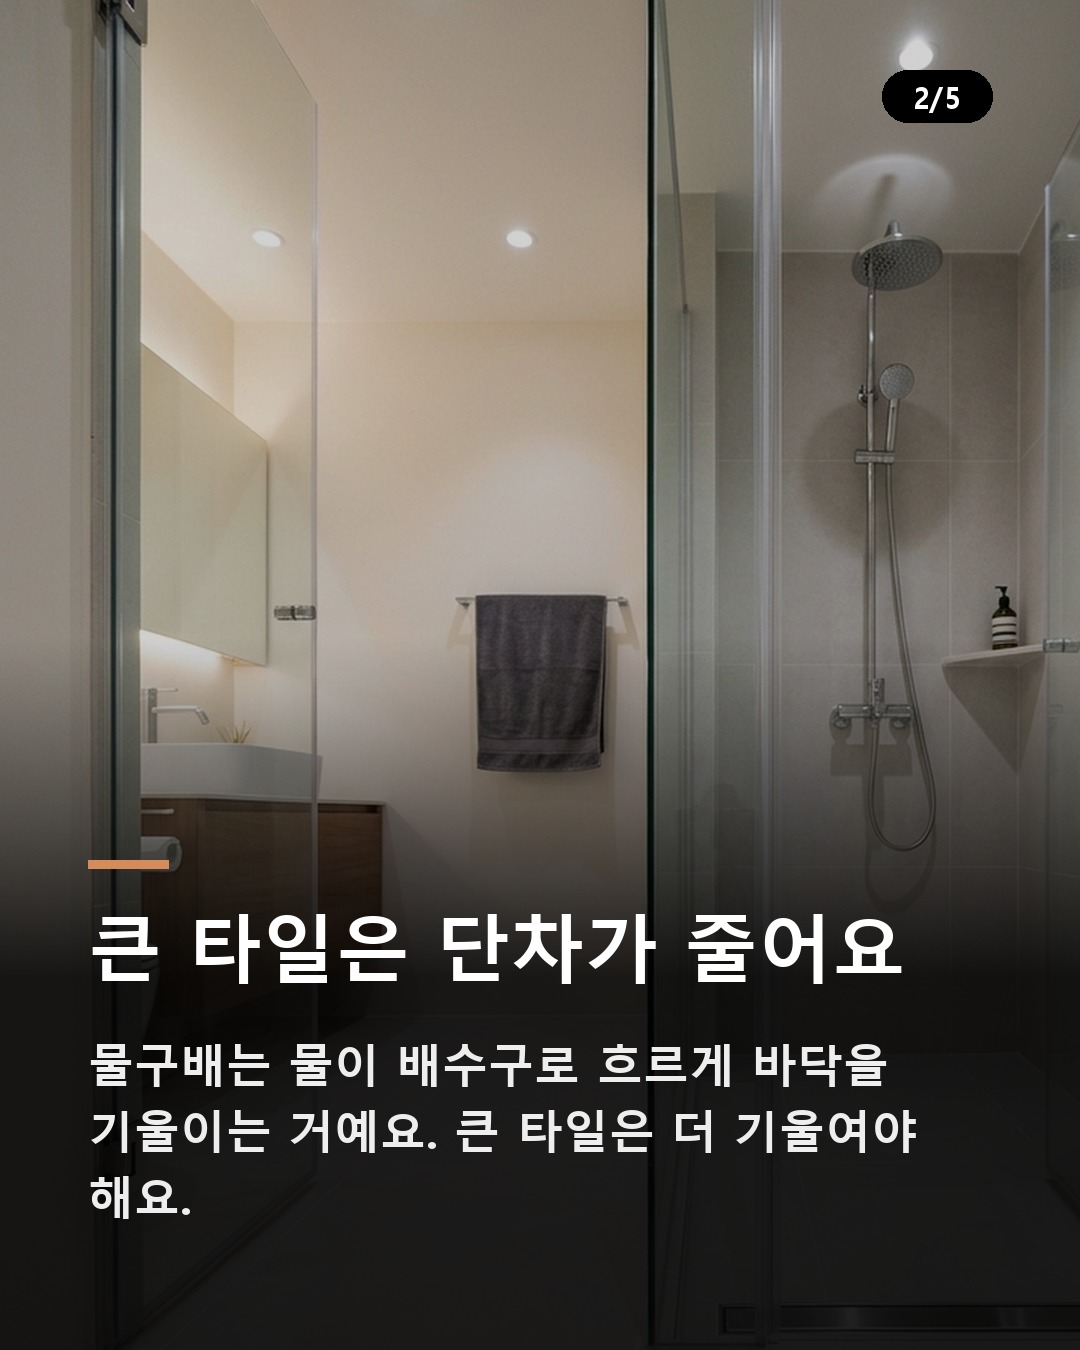 2/5
큰 타일은 단차가 줄어요
물구배는 물이 배수구로 흐르게 바닥을
기울이는 거예요. 큰 타일은 더 기울여야
해요.